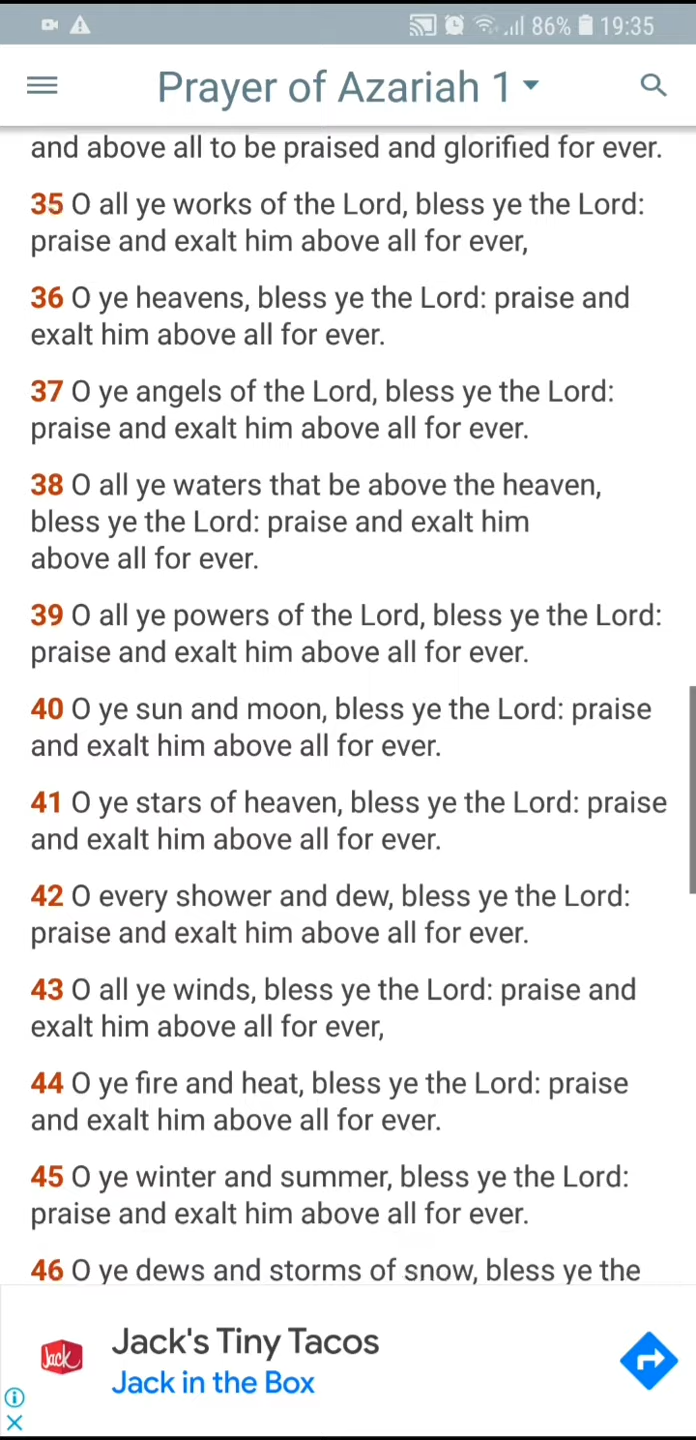 86% 19:35
Prayer of Azariah 1
and above all to be praised and glorified for ever.
35 O all ye works of the Lord, bless ye the Lord:
praise and exalt him above all for ever,
36 O ye heavens, bless ye the Lord: praise and
exalt him above all for ever.
37 O ye angels of the Lord, bless ye the Lord:
praise and exalt him above all for ever.
38 O all ye waters that be above the heaven,
bless ye the Lord: praise and exalt him
above all for ever.
39 O all ye powers of the Lord, bless ye the Lord:
praise and exalt him above all for ever.
40 O ye sun and moon, bless ye the Lord: praise
and exalt him above all for ever.
41 O ye stars of heaven, bless ye the Lord: praise
and exalt him above all for ever.
42 O every shower and dew, bless ye the Lord:
praise and exalt him above all for ever.
43 O all ye winds, bless ye the Lord: praise and
exalt him above all for ever,
44 O ye fire and heat, bless ye the Lord: praise
and exalt him above all for ever.
45 O ye winter and summer, bless ye the Lord:
praise and exalt him above all for ever.
46 O ye dews and storms of snow, bless ye the
Jack's Tiny Tacos
Jack
Jack in the Box